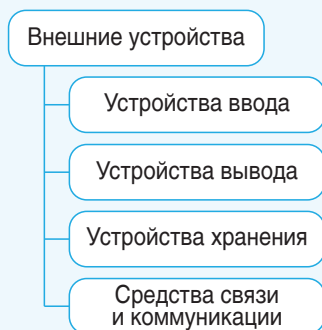 Внешние устройства
Устройства ввода
Устройства вывода
Устройства хранения
Средства связи
и коммуникации